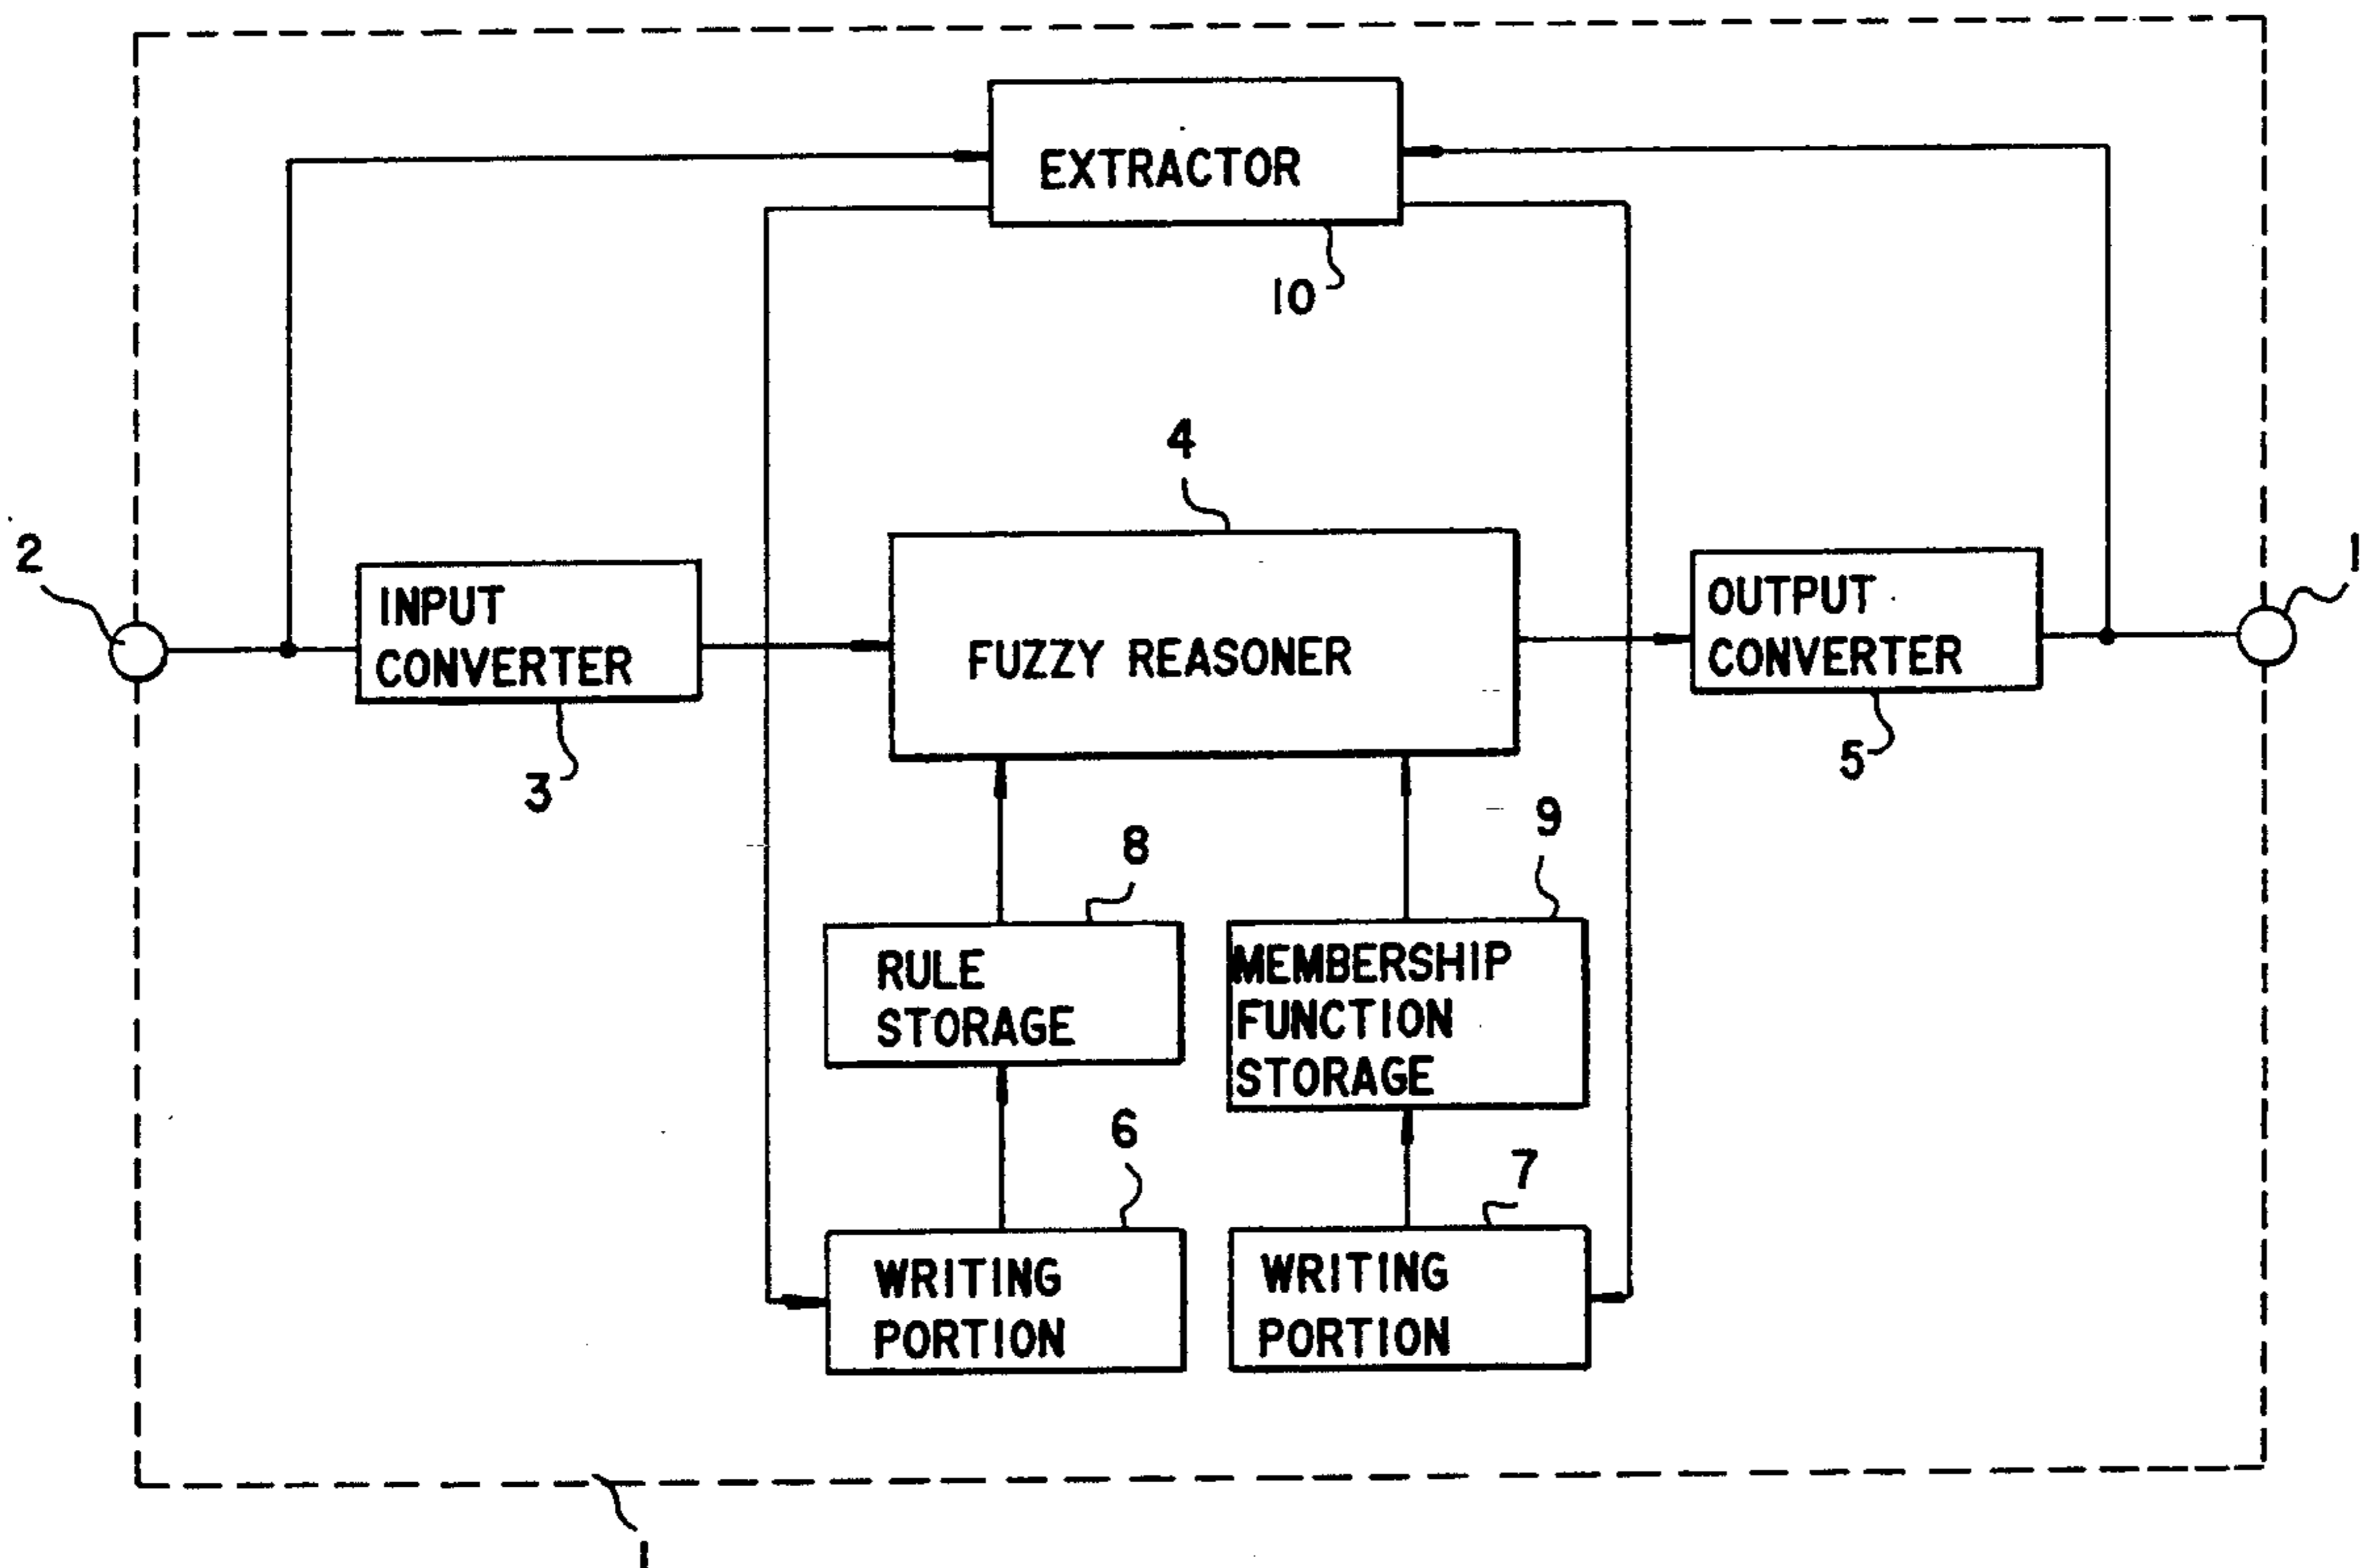 EXTRACTOR
10
4
2
1
INPUT
CONVERTER
FUZZY REASONER
OUTPUT
CONVERTER
3
5
8
9
RULE
STORAGE
MEMBERSHIP
FUNCTION
STORAGE
6
7
WRITING
PORTION
WRITING
PORTION
1